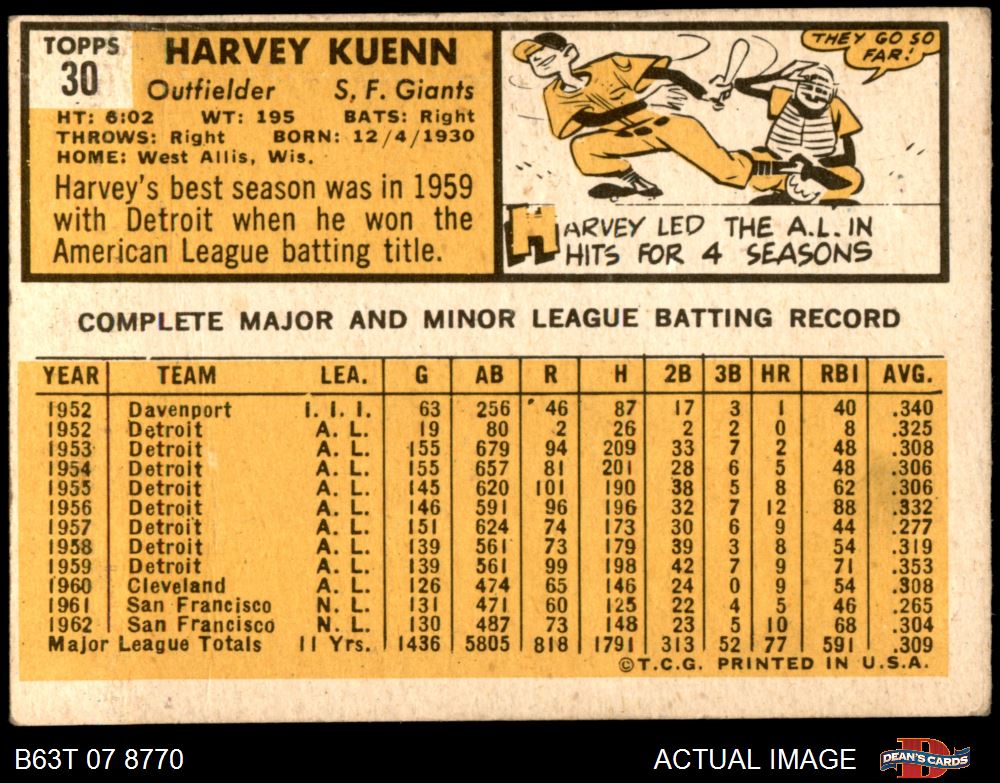 TOPPS
30
HARVEY KUENN
Outfielder S. F. Giants
HT: 6:02 WT: 195 BATS: Right
THROWS: Right BORN: 12/4/1930
HOME: West Allis, Wis.
Harvey's best season was in 1959
with Detroit when he won the
American League batting title.
THEY GO SO
FAR!
HARVEY LED THE A.L. IN
HITS FOR 4 SEASONS
COMPLETE MAJOR AND MINOR LEAGUE BATTING RECORD
YEAR TEAM LEA. G AB R H 2B 3B HR RBI AVG.
1952 Davenport I. I. I. 63 256 46 87 17 3 1 40 .340
1952 Detroit A. L. 19 80 2 26 2 2 0 8 .325
1953 Detroit A. L. 155 679 94 209 33 7 2 48 .308
1954 Detroit A. L. 155 657 81 201 28 6 5 48 .306
1955 Detroit A. L. 145 620 101 190 38 5 8 62 .306
1956 Detroit A. L. 146 591 96 196 32 7 12 88 .332
1957 Detroit A. L. 151 624 74 173 30 6 9 44 .277
1958 Detroit A. L. 139 561 73 179 39 3 8 54 .319
1959 Detroit A. L. 139 561 99 198 42 7 9 71 .353
1960 Cleveland A. L. 126 474 65 146 24 0 9 54 .308
1961 San Francisco N. L. 131 471 60 125 22 4 5 46 .265
1962 San Francisco N. L. 130 487 73 148 23 5 10 68 .304
Major League Totals 11 Yrs. 1436 5805 818 1791 313 52 77 591 .309
©T.C.G. PRINTED IN U.S.A.
B63T 07 8770 ACTUAL IMAGE D DEAN'S CARDS